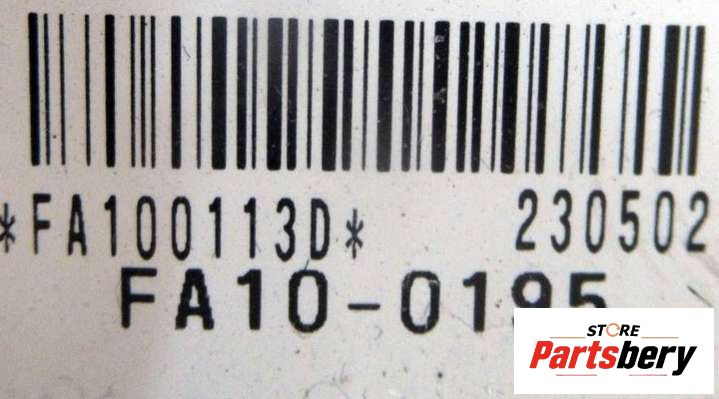 *FA100113D* 230502
FA10-0195
STORE
Partsbery